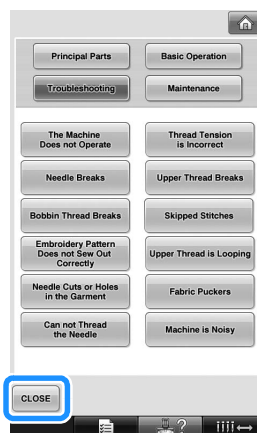 Principal Parts
Basic Operation
Troubleshooting
Maintenance
The Machine
Does not Operate
Thread Tension
is Incorrect
Needle Breaks
Upper Thread Breaks
Bobbin Thread Breaks
Skipped Stitches
Embroidery Pattern
Does not Sew Out
Correctly
Upper Thread is Looping
Needle Cuts or Holes
in the Garment
Fabric Puckers
Can not Thread
the Needle
Machine is Noisy
CLOSE
?